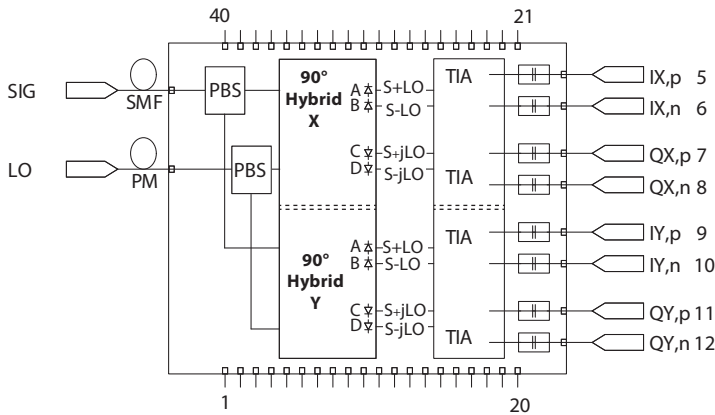 40
21
SIG
SMF
PBS
90°
Hybrid
X
A
B
S+LO
S-LO
C
D
S+jLO
S-jLO
TIA
TIA
IX,p 5
IX,n 6
QX,p 7
QX,n 8
LO
PM
PBS
90°
Hybrid
Y
A
B
S+LO
S-LO
C
D
S+jLO
S-jLO
TIA
TIA
IY,p 9
IY,n 10
QY,p 11
QY,n 12
1
20